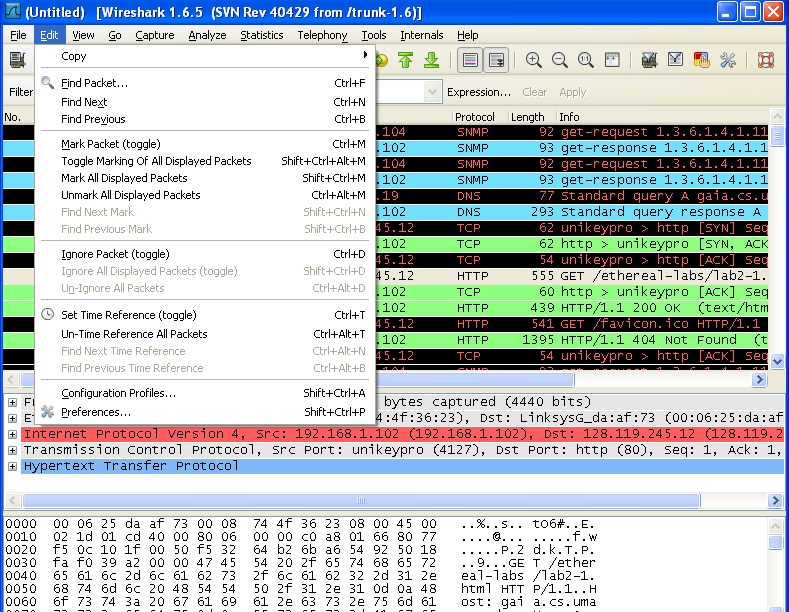 (Untitled) [Wireshark 1.6.5 (SVN Rev 40429 from /trunk-1.6)]
File Edit View Go Capture Analyze Statistics Telephony Tools Internals Help
Copy
Find Packet... Ctrl+F
Find Next Ctrl+N
Find Previous Ctrl+B
Mark Packet (toggle) Ctrl+M
Toggle Marking Of All Displayed Packets Shift+Ctrl+Alt+M
Mark All Displayed Packets Shift+Ctrl+M
Unmark All Displayed Packets Ctrl+Alt+M
Find Next Mark Shift+Ctrl+N
Find Previous Mark Shift+Ctrl+B
Ignore Packet (toggle) Ctrl+D
Ignore All Displayed Packets (toggle) Shift+Ctrl+D
Un-Ignore All Packets Ctrl+Alt+D
Set Time Reference (toggle) Ctrl+T
Un-Time Reference All Packets Ctrl+Alt+T
Find Next Time Reference Ctrl+Alt+N
Find Previous Time Reference Ctrl+Alt+B
Configuration Profiles... Shift+Ctrl+A
Preferences... Shift+Ctrl+P
Filter Expression... Clear Apply
No. Protocol Length Info
.104 SNMP 92 get-request 1.3.6.1.4.1.11
.102 SNMP 93 get-response 1.3.6.1.4.1.
.104 SNMP 92 get-request 1.3.6.1.4.1.11
.102 SNMP 93 get-response 1.3.6.1.4.1.
.19 DNS 77 Standard query A gaia.cs.u
.102 DNS 293 Standard query response A
45.12 TCP 62 unikeypro > http [SYN] Seq
.102 TCP 62 http > unikeypro [SYN, ACK
45.12 TCP 54 unikeypro > http [ACK] Seq
45.12 HTTP 555 GET /ethereal-labs/lab2-1.
.102 TCP 60 http > unikeypro [ACK] Seq
.102 HTTP 439 HTTP/1.1 200 OK (text/htm
45.12 HTTP 541 GET /favicon.ico HTTP/1.1
.102 HTTP 1395 HTTP/1.1 404 Not Found (t
45.12 TCP 54 unikeypro > http [ACK] Seq
F bytes captured (4440 bits)
E 4:4f:36:23), Dst: LinksysG_da:af:73 (00:06:25:da:af
Internet Protocol Version 4, Src: 192.168.1.102 (192.168.1.102), Dst: 128.119.245.12 (128.119.2
Transmission Control Protocol, Src Port: unikeypro (4127), Dst Port: http (80), Seq: 1, Ack: 1,
Hypertext Transfer Protocol
0000 00 06 25 da af 73 00 08 74 4f 36 23 08 00 45 00 ..%..s.. tO6#..E.
0010 02 1d 01 cd 40 00 80 06 00 00 c0 a8 01 66 80 77 ....@... .....f.w
0020 f5 0c 10 1f 00 50 f5 32 64 b2 6b a6 54 92 50 18 .....P.2 d.k.T.P.
0030 fa f0 39 a2 00 00 47 45 54 20 2f 65 74 68 65 72 ..9...GE T /ether
0040 65 61 6c 2d 6c 61 62 73 2f 6c 61 62 32 2d 31 2e eal-labs /lab2-1.
0050 68 74 6d 6c 20 48 54 54 50 2f 31 2e 31 0d 0a 48 html HTT P/1.1..H
0060 6f 73 74 3a 20 67 61 69 61 2e 63 73 2e 75 6d 61 ost: gai a.cs.uma